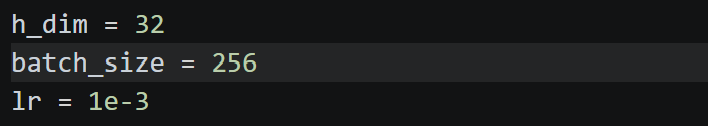 h_dim = 32
batch_size = 256
lr = 1e-3